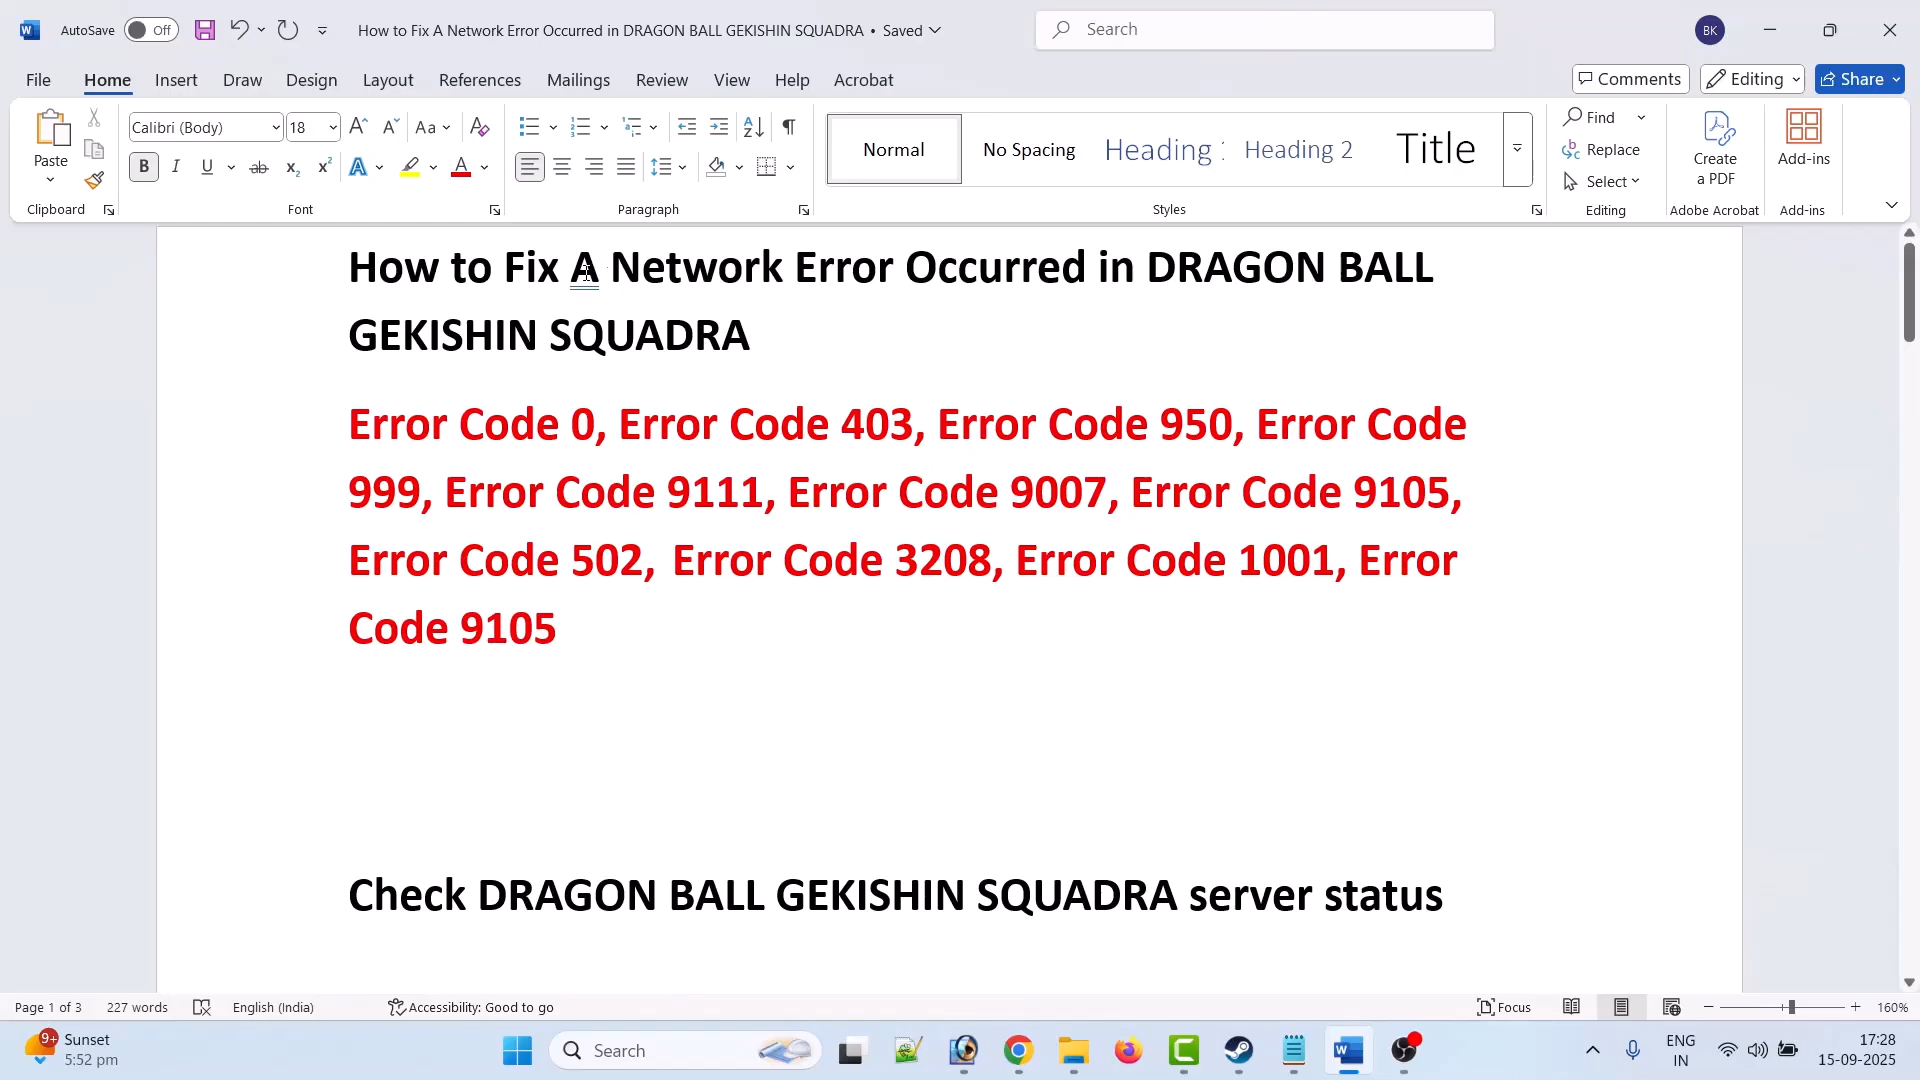 AutoSave Off How to Fix A Network Error Occurred in DRAGON BALL GEKISHIN SQUADRA • Saved Search BK
File Home Insert Draw Design Layout References Mailings Review View Help Acrobat Comments Editing Share
Paste
Calibri (Body) 18
Normal No Spacing Heading 1 Heading 2 Title
Find
Replace
Select
Create
a PDF
Add-ins
Clipboard Font Paragraph Styles Editing Adobe Acrobat Add-ins
How to Fix A Network Error Occurred in DRAGON BALL
GEKISHIN SQUADRA
Error Code 0, Error Code 403, Error Code 950, Error Code
999, Error Code 9111, Error Code 9007, Error Code 9105,
Error Code 502, Error Code 3208, Error Code 1001, Error
Code 9105
Check DRAGON BALL GEKISHIN SQUADRA server status
Page 1 of 3 227 words English (India) Accessibility: Good to go Focus 160%
9+ Sunset
5:52 pm
Search
ENG
IN
17:28
15-09-2025